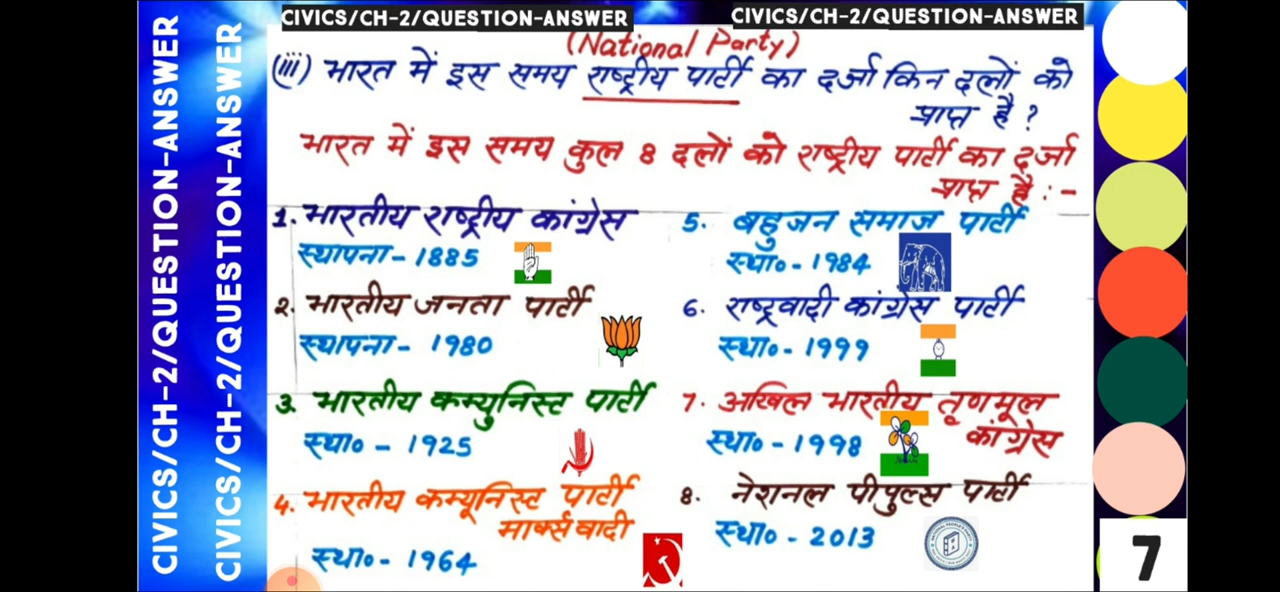 CIVICS/CH-2/QUESTION-ANSWER
CIVICS/CH-2/QUESTION-ANSWER
CIVICS/CH-2/QUESTION-ANSWER
CIVICS/CH-2/QUESTION-ANSWER
(National Party)
(iii) भारत में इस समय राष्ट्रीय पार्टी का दर्जा किन दलों को
प्राप्त है ?
भारत में इस समय कुल 8 दलों को राष्ट्रीय पार्टी का दर्जा
प्राप्त है :-
1. भारतीय राष्ट्रीय कांग्रेस
स्थापना - 1885
2. भारतीय जनता पार्टी
स्थापना - 1980
3. भारतीय कम्युनिस्ट पार्टी
स्था० - 1925
4. भारतीय कम्यूनिस्ट पार्टी
मार्क्सवादी
स्था० - 1964
5. बहुजन समाज पार्टी
स्था० - 1984
6. राष्ट्रवादी कांग्रेस पार्टी
स्था० - 1999
7. अखिल भारतीय तृणमूल
कांग्रेस
स्था० - 1998
8. नेशनल पीपुल्स पार्टी
स्था० - 2013
7